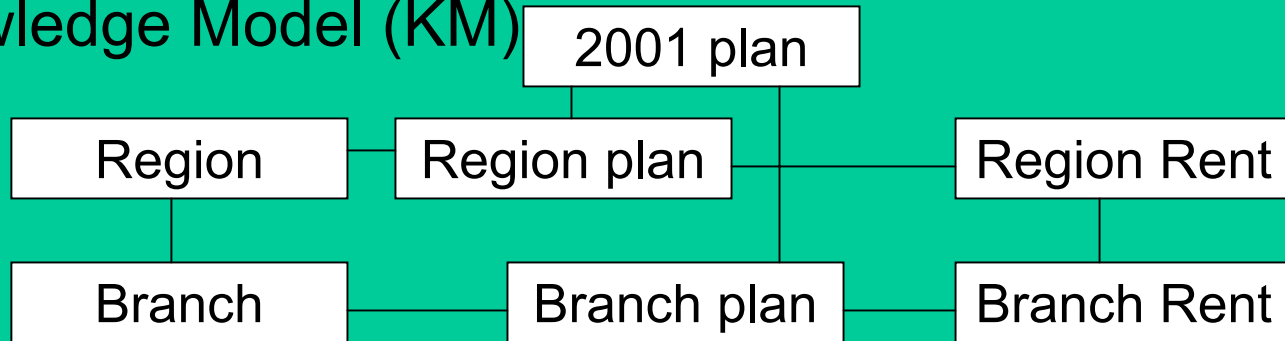 wledge Model (KM)
2001 plan
Region
Region plan
Region Rent
Branch
Branch plan
Branch Rent